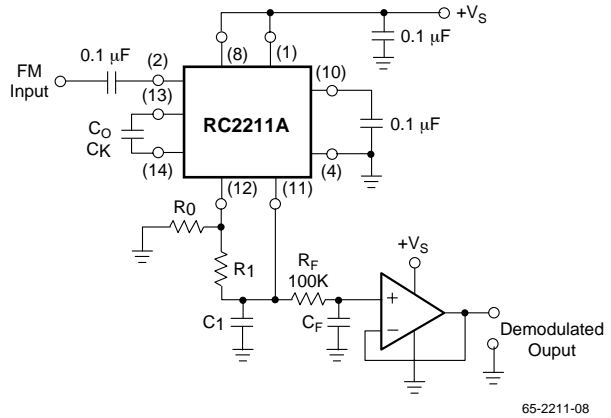 +VS
0.1 µF
(8)
(1)
0.1 µF
(2)
(10)
FM
Input
(13)
RC2211A
CO
CK
0.1 µF
(14)
(4)
(12)
(11)
R0
+VS
RF
100K
R1
+
−
C1
CF
Demodulated
Ouput
65-2211-08